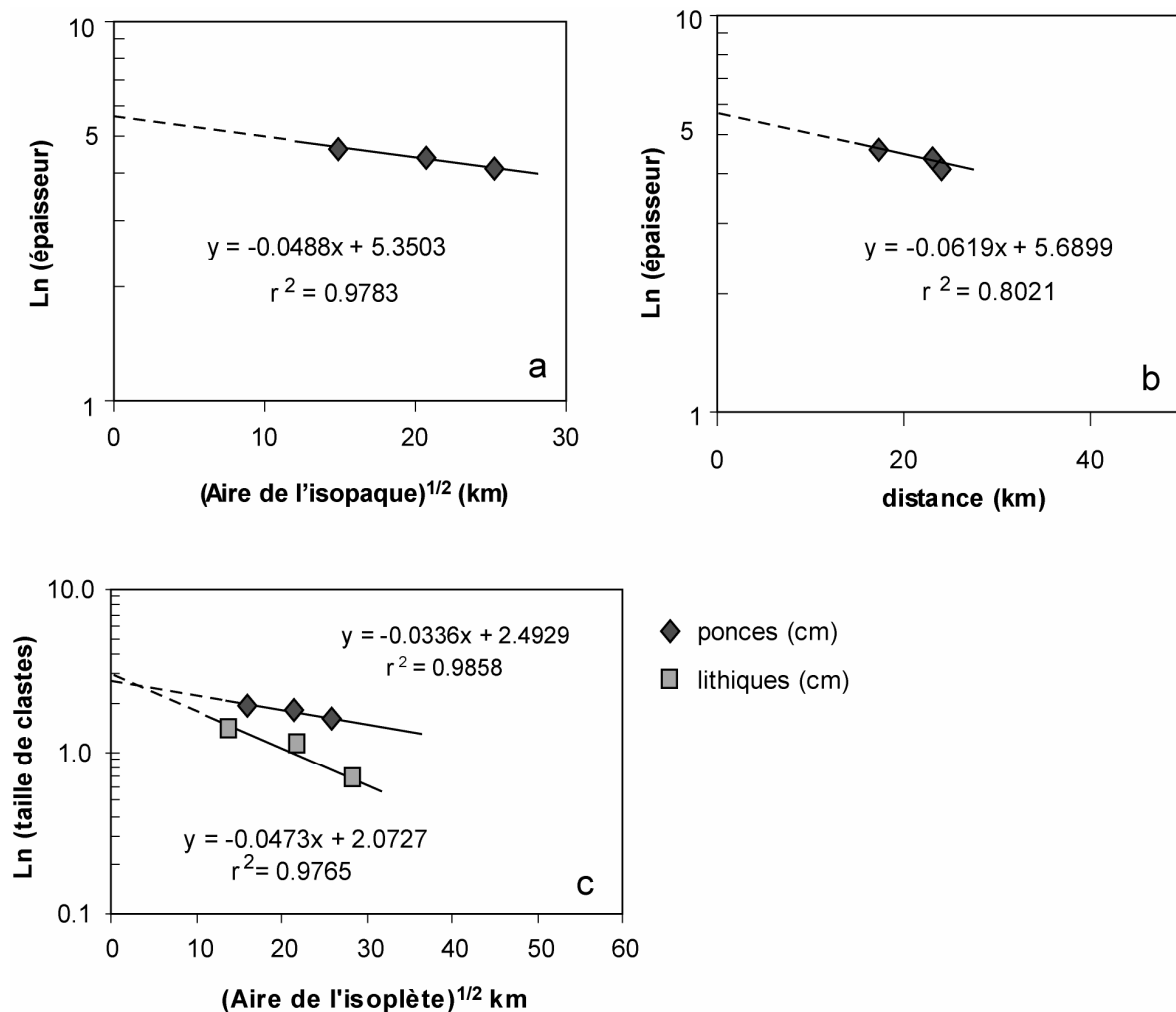 10
5
1
0
10
20
30
Ln (épaisseur)
y = -0.0488x + 5.3503
r 2 = 0.9783
a
(Aire de l'isopaque)1/2 (km)
10
5
1
0
20
40
Ln (épaisseur)
y = -0.0619x + 5.6899
r 2 = 0.8021
b
distance (km)
10.0
1.0
0.1
0
10
20
30
40
50
60
Ln (taille de clastes)
y = -0.0336x + 2.4929
r 2 = 0.9858
y = -0.0473x + 2.0727
r 2= 0.9765
c
(Aire de l'isoplète)1/2 km
ponces (cm)
lithiques (cm)